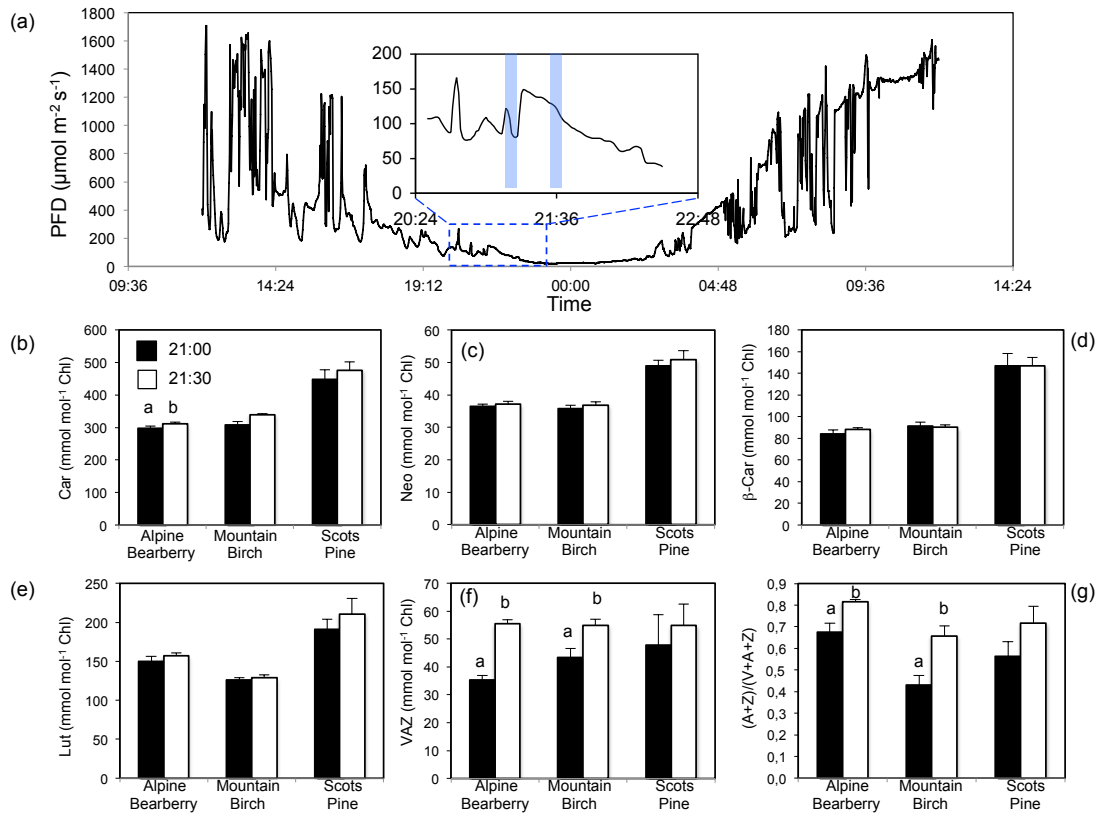 (a)
PFD (µmol m-2 s-1)
1800
1600
1400
1200
1000
800
600
400
200
0
200
150
100
50
0
20:24
21:36
22:48
09:36
14:24
19:12
00:00
04:48
09:36
14:24
Time
(b)
Car (mmol mol-1 Chl)
600
500
400
300
200
100
0
21:00
21:30
a b
Alpine
Bearberry
Mountain
Birch
Scots
Pine
(c)
Neo (mmol mol-1 Chl)
60
50
40
30
20
10
0
Alpine
Bearberry
Mountain
Birch
Scots
Pine
(d)
β-Car (mmol mol-1 Chl)
180
160
140
120
100
80
60
40
20
0
Alpine
Bearberry
Mountain
Birch
Scots
Pine
(e)
Lut (mmol mol-1 Chl)
250
200
150
100
50
0
Alpine
Bearberry
Mountain
Birch
Scots
Pine
(f)
VAZ (mmol mol-1 Chl)
70
60
50
40
30
20
10
0
a
b
a
b
Alpine
Bearberry
Mountain
Birch
Scots
Pine
(g)
(A+Z)/(V+A+Z)
0,9
0,8
0,7
0,6
0,5
0,4
0,3
0,2
0,1
0,0
a
b
a
b
Alpine
Bearberry
Mountain
Birch
Scots
Pine